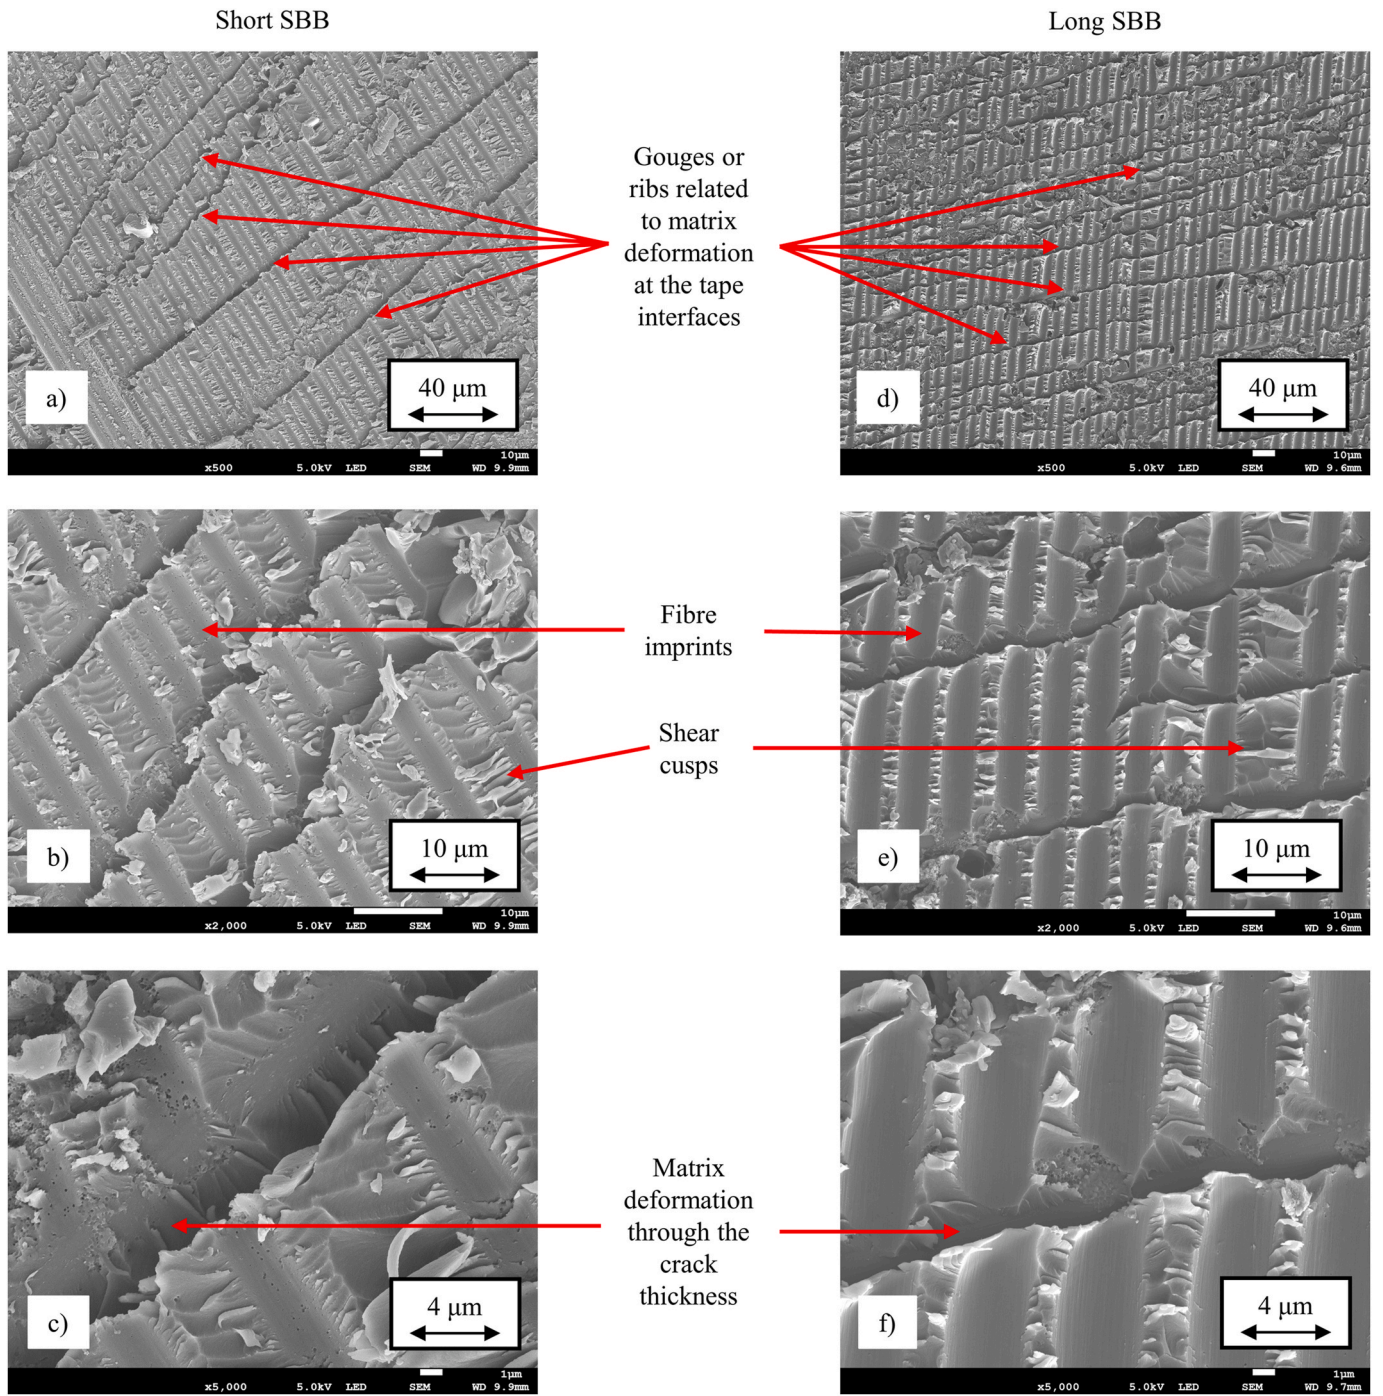 Short SBB
Long SBB
Gouges or
ribs related
to matrix
deformation
at the tape
interfaces
a)
40 μm
10μm
x500 5.0kV LED SEM WD 9.9mm
d)
40 μm
10μm
x500 5.0kV LED SEM WD 9.6mm
Fibre
imprints
Shear
cusps
b)
10 μm
10μm
x2,000 5.0kV LED SEM WD 9.9mm
e)
10 μm
10μm
x2,000 5.0kV LED SEM WD 9.6mm
Matrix
deformation
through the
crack
thickness
c)
4 μm
1μm
x5,000 5.0kV LED SEM WD 9.9mm
f)
4 μm
1μm
x5,000 5.0kV LED SEM WD 9.7mm